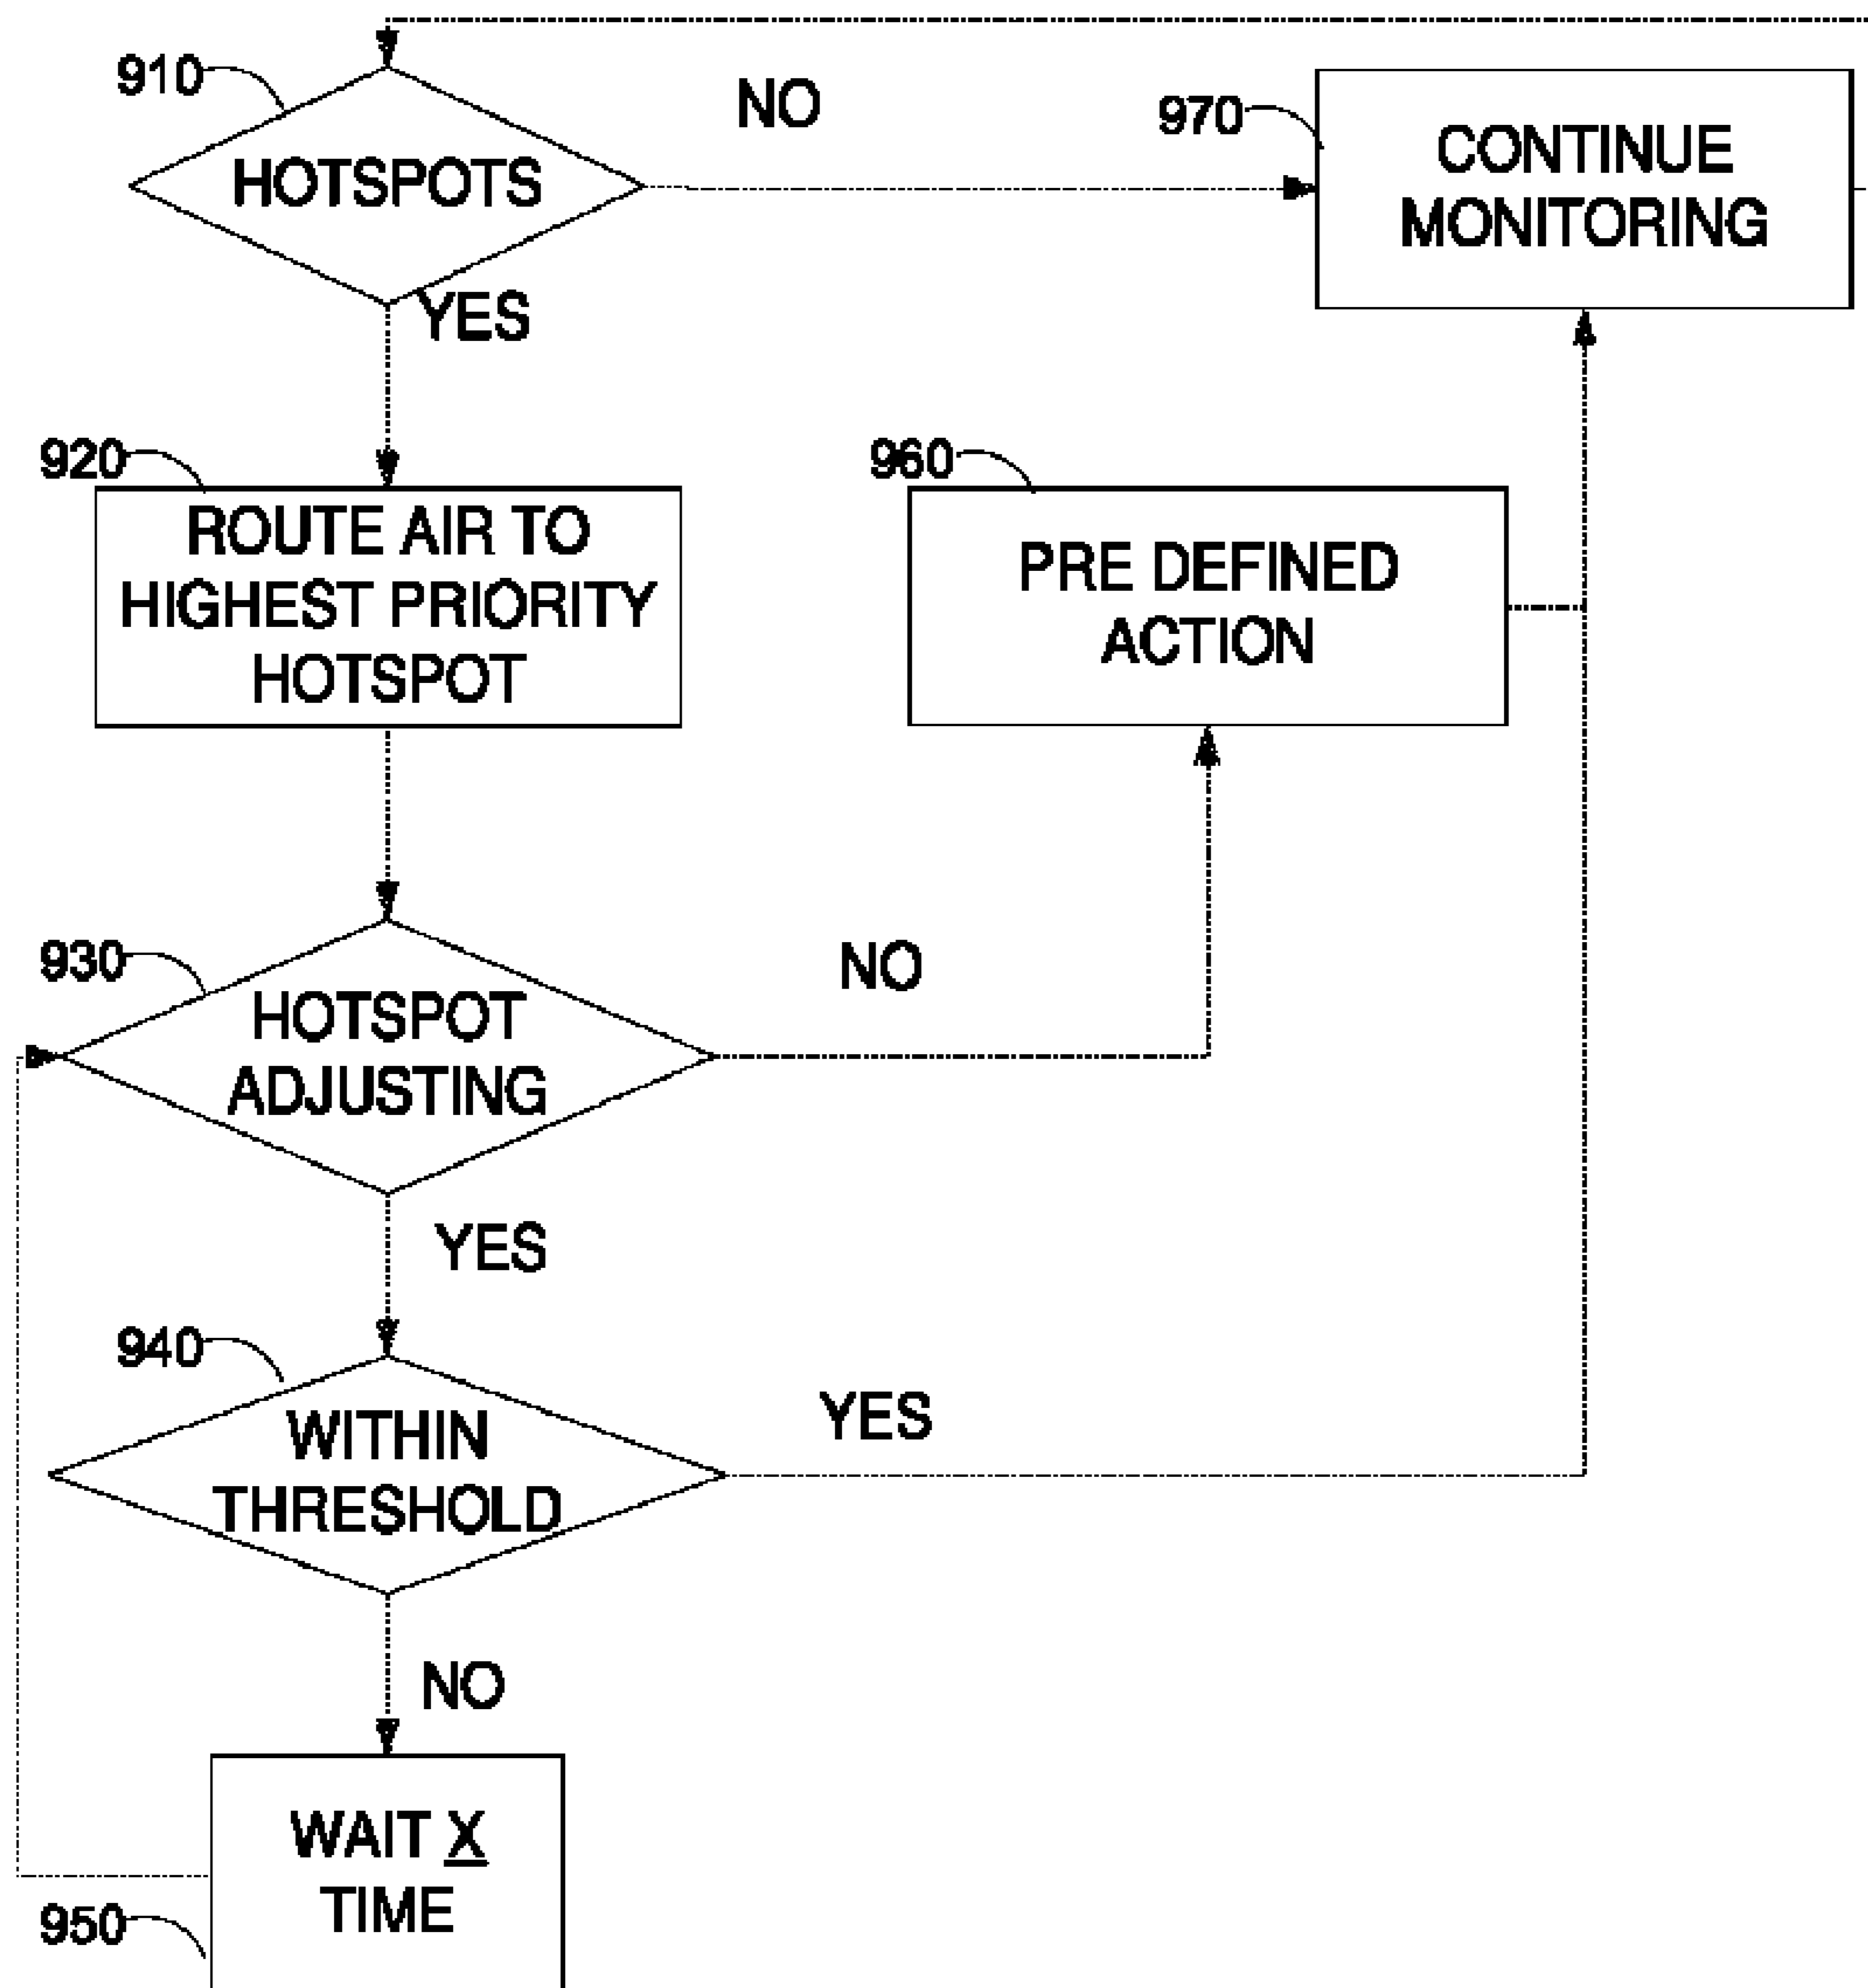 910
HOTSPOTS
NO
970
CONTINUE
MONITORING
YES
920
ROUTE AIR TO
HIGHEST PRIORITY
HOTSPOT
960
PRE DEFINED
ACTION
930
HOTSPOT
ADJUSTING
NO
YES
940
WITHIN
THRESHOLD
YES
NO
WAIT X
TIME
950